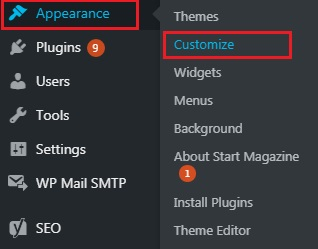 Appearance
Plugins 9
Users
Tools
Settings
WP Mail SMTP
SEO
Themes
Customize
Widgets
Menus
Background
About Start Magazine
1
Install Plugins
Theme Editor